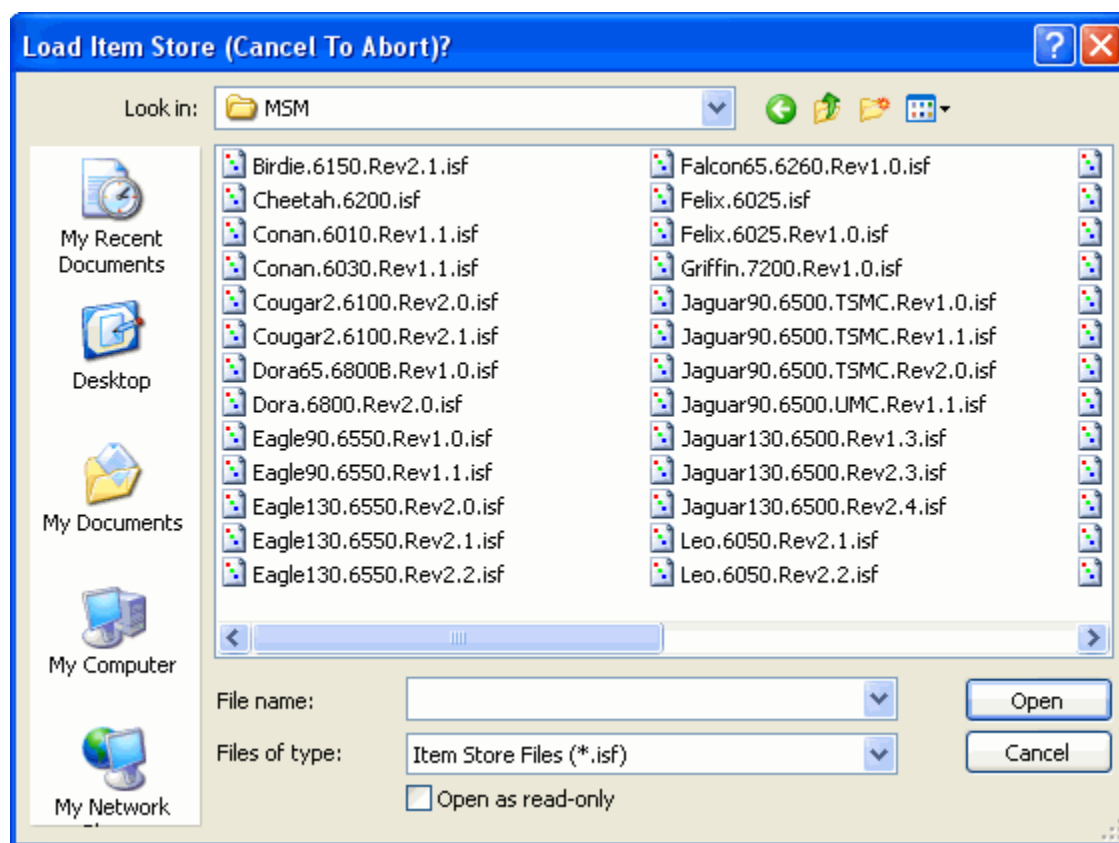 Load Item Store (Cancel To Abort)?
Look in:
MSM
My Recent
Documents
Desktop
My Documents
My Computer
My Network
Birdie.6150.Rev2.1.isf
Cheetah.6200.isf
Conan.6010.Rev1.1.isf
Conan.6030.Rev1.1.isf
Cougar2.6100.Rev2.0.isf
Cougar2.6100.Rev2.1.isf
Dora65.6800B.Rev1.0.isf
Dora.6800.Rev2.0.isf
Eagle90.6550.Rev1.0.isf
Eagle90.6550.Rev1.1.isf
Eagle130.6550.Rev2.0.isf
Eagle130.6550.Rev2.1.isf
Eagle130.6550.Rev2.2.isf
Falcon65.6260.Rev1.0.isf
Felix.6025.isf
Felix.6025.Rev1.0.isf
Griffin.7200.Rev1.0.isf
Jaguar90.6500.TSMC.Rev1.0.isf
Jaguar90.6500.TSMC.Rev1.1.isf
Jaguar90.6500.TSMC.Rev2.0.isf
Jaguar90.6500.UMC.Rev1.1.isf
Jaguar130.6500.Rev1.3.isf
Jaguar130.6500.Rev2.3.isf
Jaguar130.6500.Rev2.4.isf
Leo.6050.Rev2.1.isf
Leo.6050.Rev2.2.isf
File name:
Open
Files of type:
Item Store Files (*.isf)
Cancel
Open as read-only